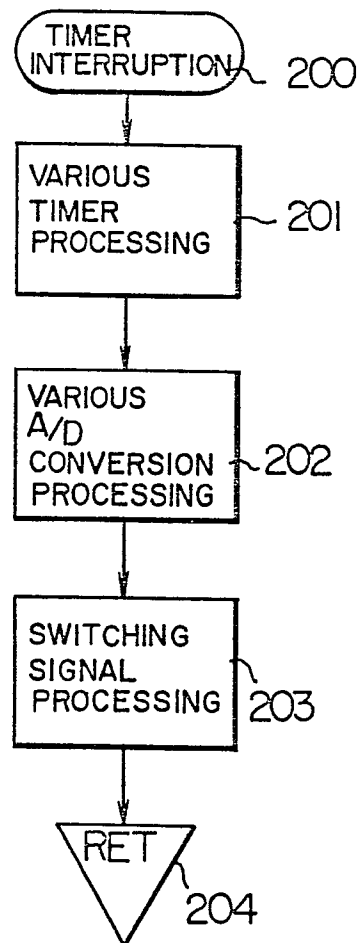 TIMER
INTERRUPTION 200
VARIOUS
TIMER
PROCESSING
201
VARIOUS
A/D
CONVERSION
PROCESSING
202
SWITCHING
SIGNAL
PROCESSING
203
RET
204